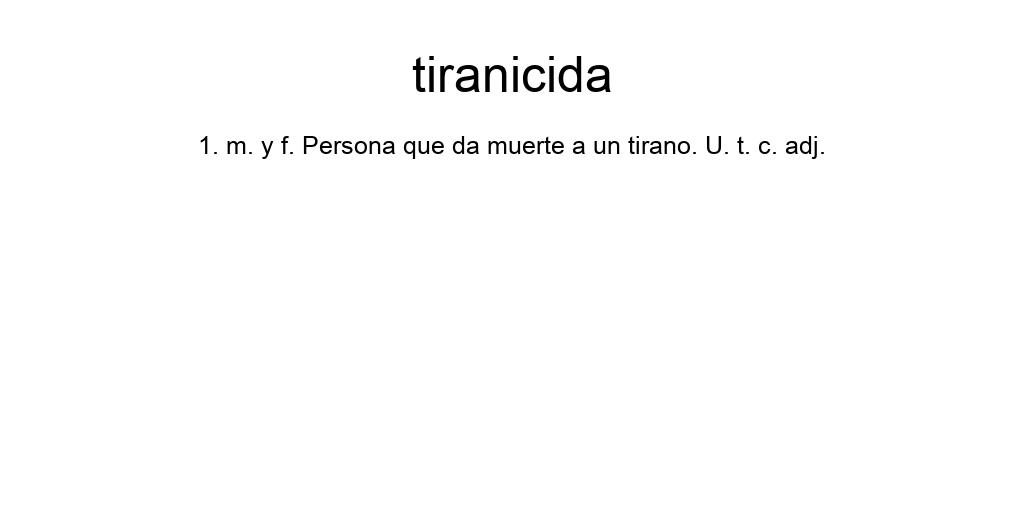 tiranicida
1. m. y f. Persona que da muerte a un tirano. U. t. c. adj.